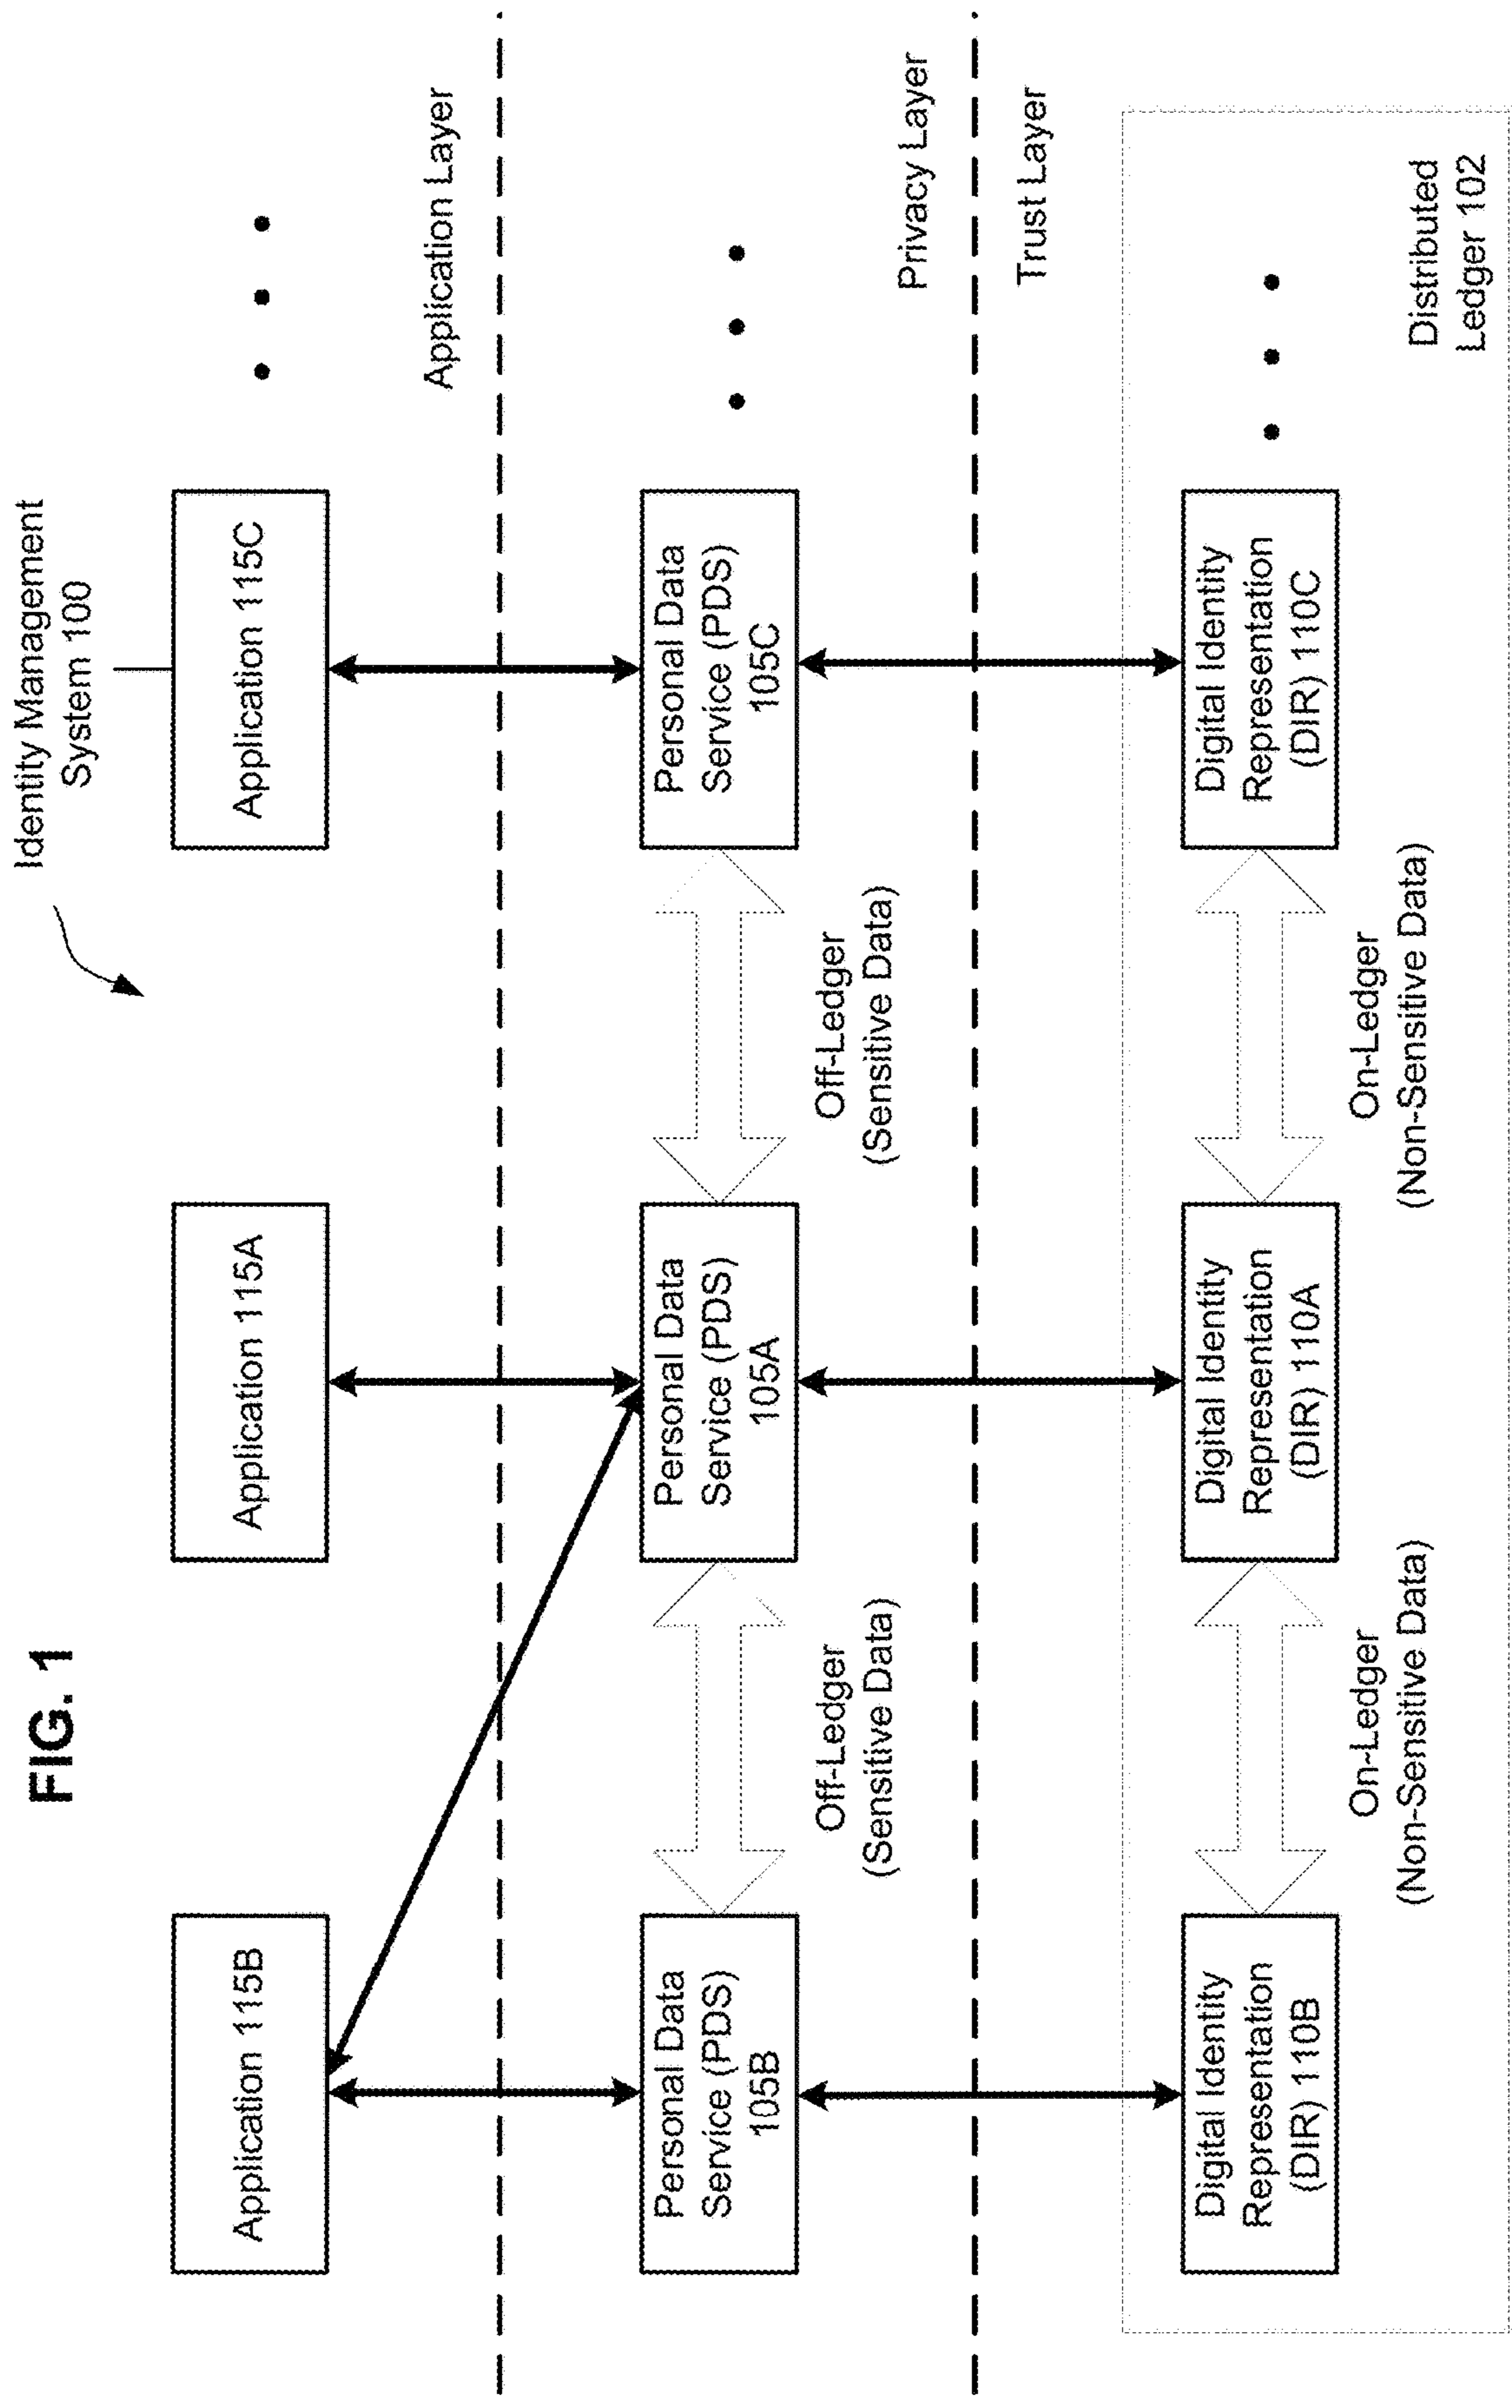 FIG. 1
Identity Management
System 100
Application 115B
Application 115A
Application 115C
Application Layer
Personal Data
Service (PDS)
105B
Off-Ledger
(Sensitive Data)
Personal Data
Service (PDS)
105A
Off-Ledger
(Sensitive Data)
Personal Data
Service (PDS)
105C
Privacy Layer
Trust Layer
Digital Identity
Representation
(DIR) 110B
On-Ledger
(Non-Sensitive Data)
Digital Identity
Representation
(DIR) 110A
On-Ledger
(Non-Sensitive Data)
Digital Identity
Representation
(DIR) 110C
Distributed
Ledger 102